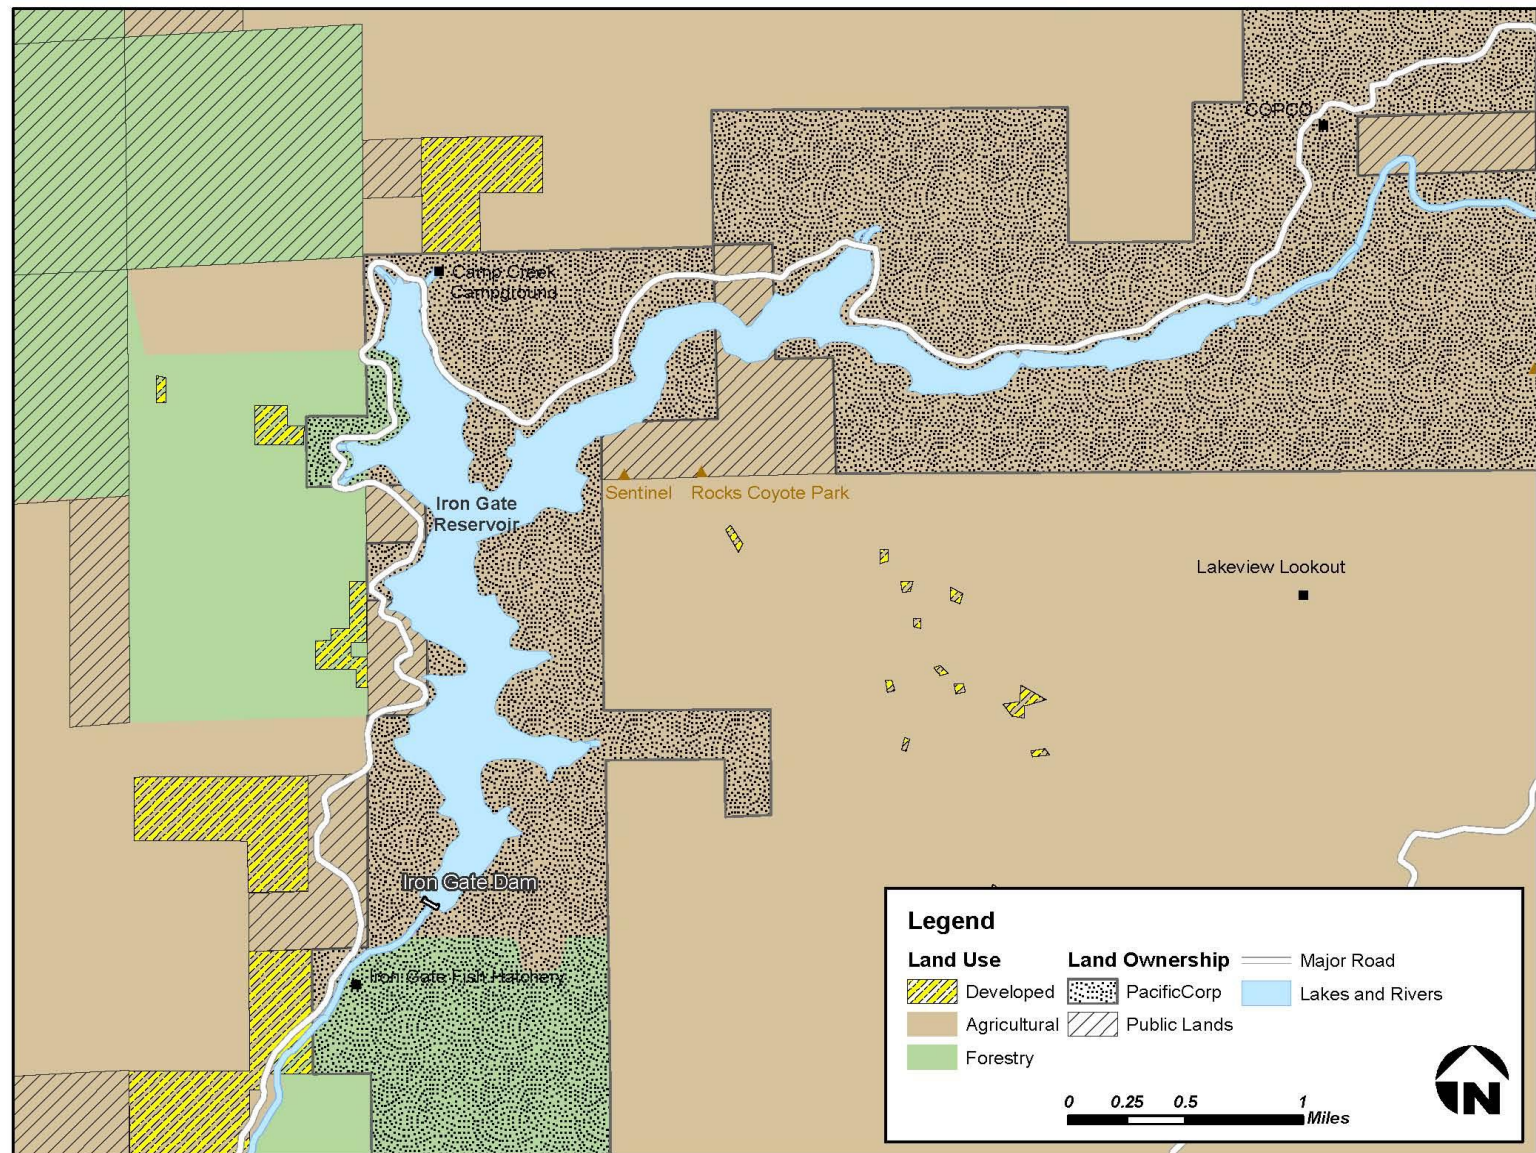 COPCO
Camp Creek
Campground
Iron Gate
Reservoir
Sentinel
Rocks Coyote Park
Lakeview Lookout
Iron Gate Dam
Iron Gate Fish Hatchery
Legend
Land Use
Developed
Agricultural
Forestry
Land Ownership
PacificCorp
Public Lands
Major Road
Lakes and Rivers
0 0.25 0.5 1
Miles
N